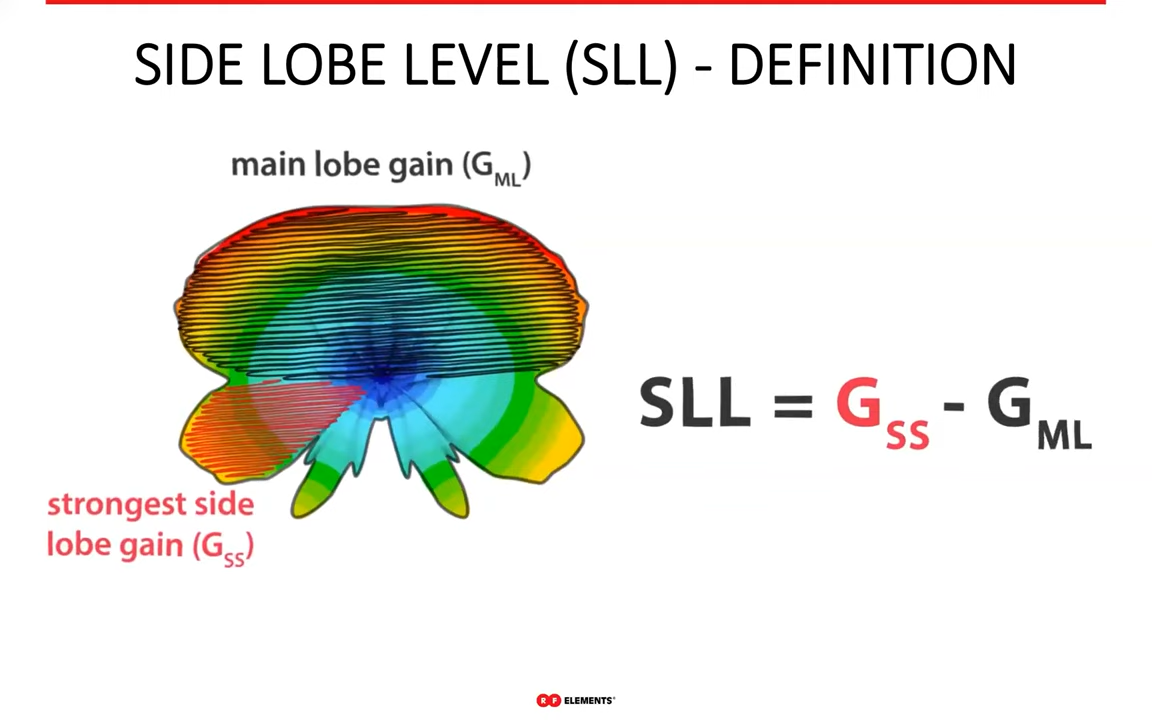 SIDE LOBE LEVEL (SLL) - DEFINITION
main lobe gain (GML)
SLL = GSS - GML
strongest side
lobe gain (GSS)
RF ELEMENTS